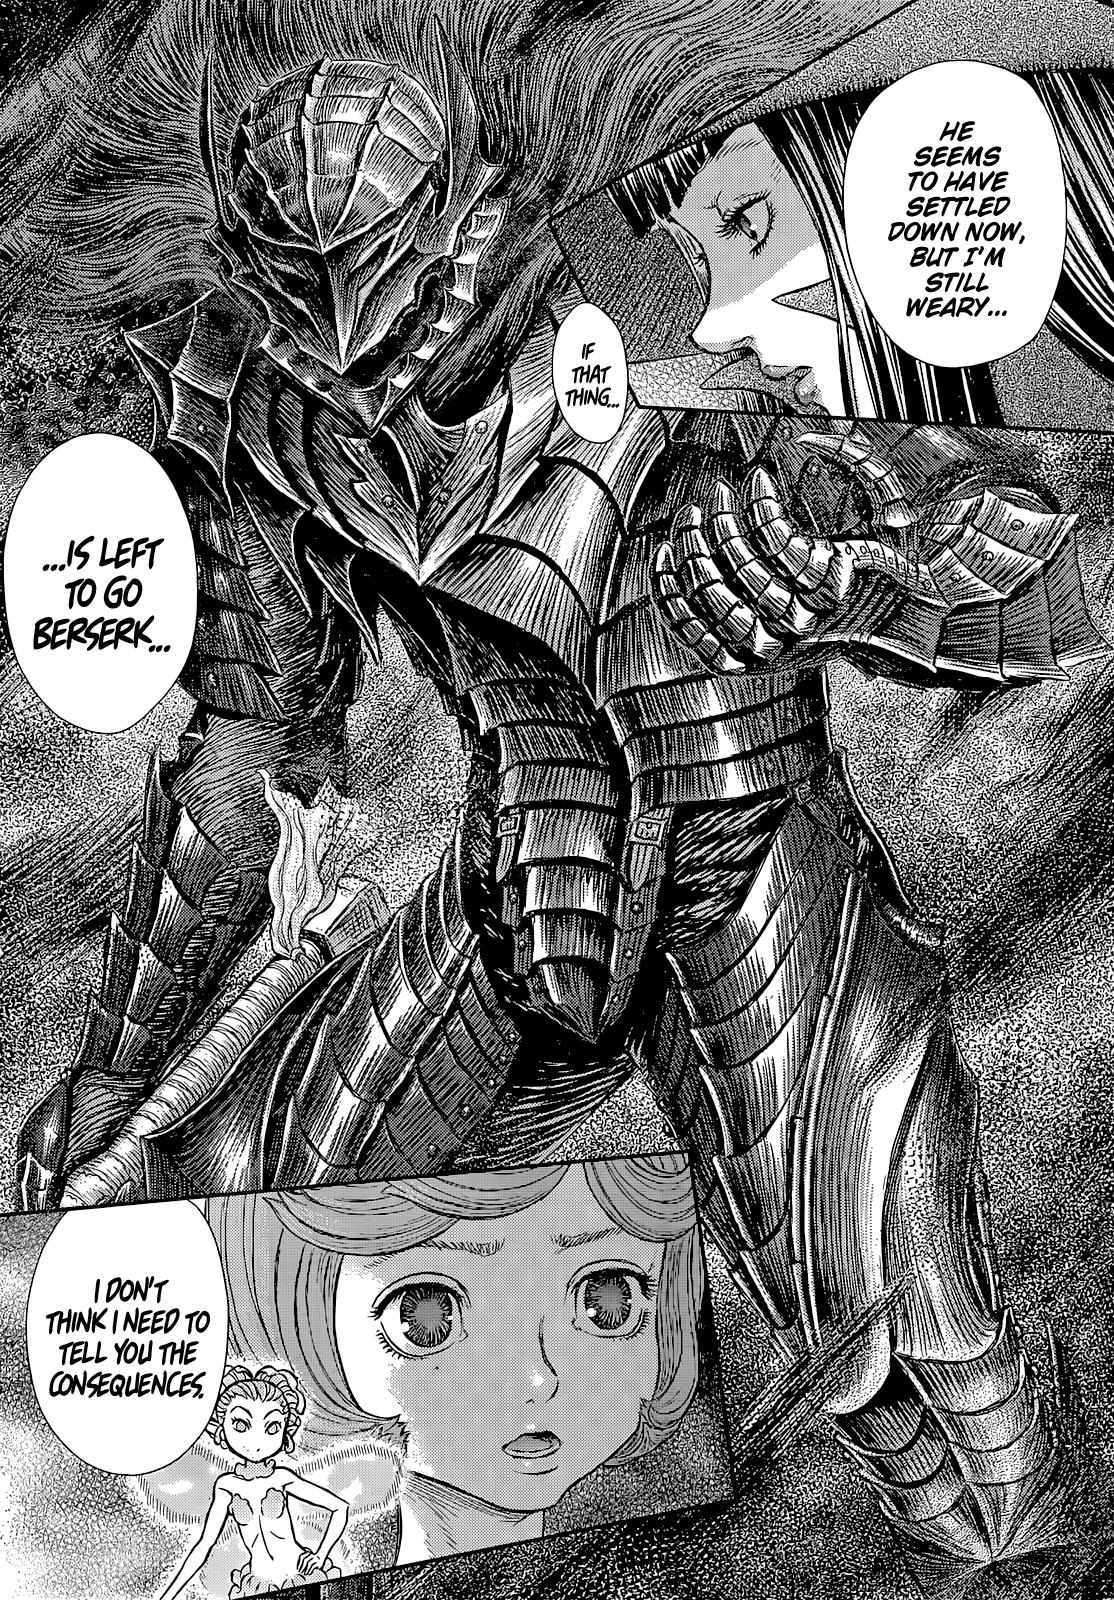 HE
SEEMS
TO HAVE
SETTLED
DOWN NOW,
BUT I'M
STILL
WEARY...
IF
THAT
THING...
...IS LEFT
TO GO
BERSERK...
I DON'T
THINK I NEED TO
TELL YOU THE
CONSEQUENCES.